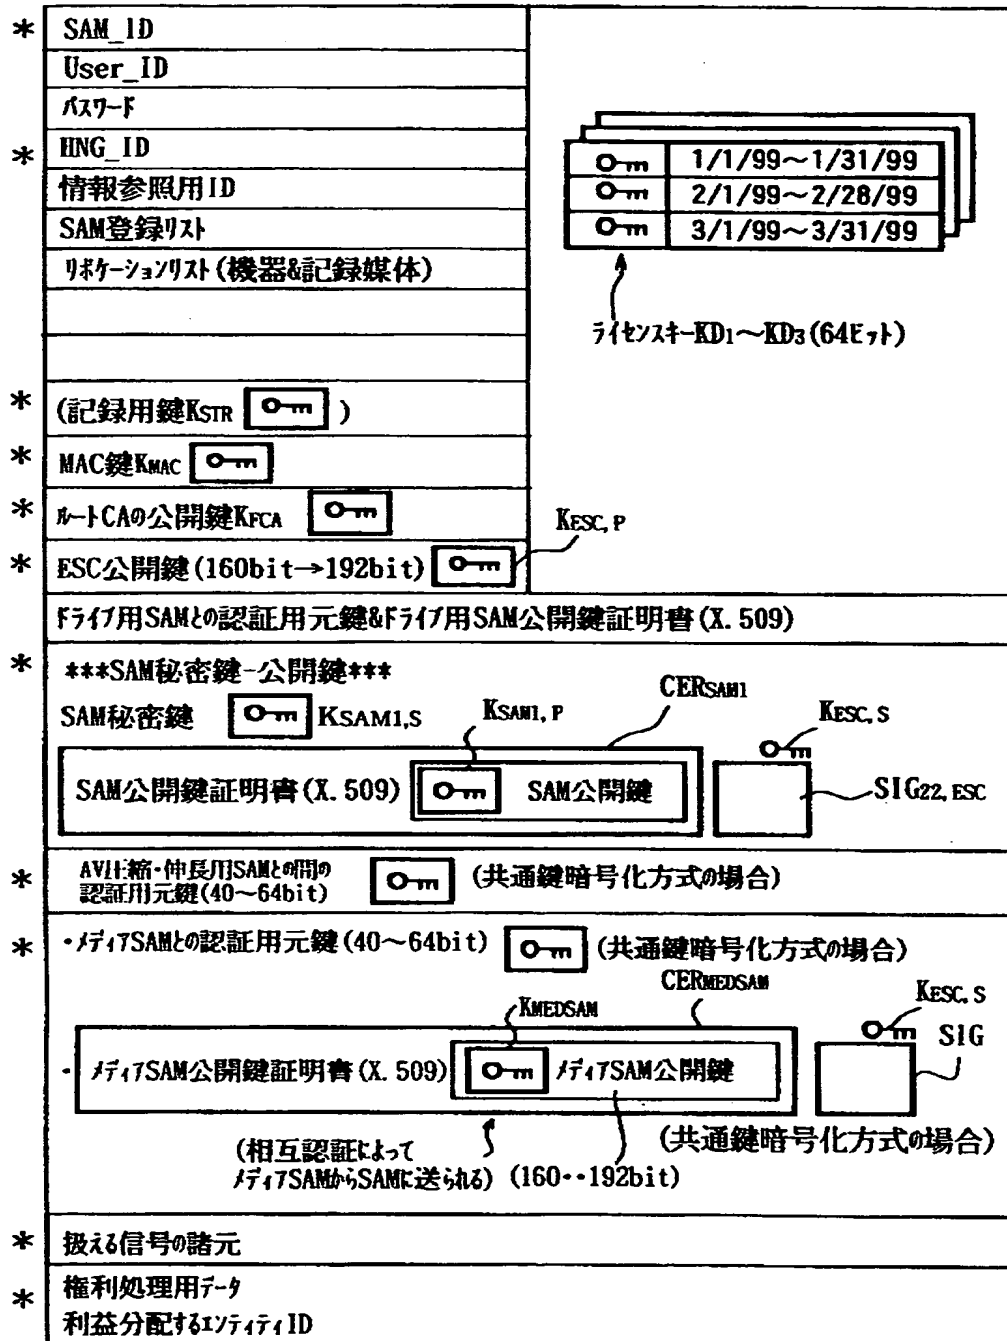 * SAM_ID
User_ID
パスワード
* HNG_ID
情報参照用ID
SAM登録リスト
リボケーションリスト(機器&記録媒体)
1/1/99～1/31/99
2/1/99～2/28/99
3/1/99～3/31/99
ライセンスキーKD1～KD3(64ビット)
* (記録用鍵KSTR )
* MAC鍵KMAC
* ルートCAの公開鍵KFCA
KESC, P
* ESC公開鍵(160bit→192bit)
ドライブ用SAMとの認証用元鍵&ドライブ用SAM公開鍵証明書(X.509)
* ***SAM秘密鍵-公開鍵***
SAM秘密鍵 KSAM1,S KSAM1, P CERSAM1 KESC, S
SAM公開鍵証明書(X.509) SAM公開鍵 SIG22, ESC
* AV圧縮・伸長用SAMとの間の
認証用元鍵(40～64bit) (共通鍵暗号化方式の場合)
* ・メディアSAMとの認証用元鍵(40～64bit) (共通鍵暗号化方式の場合)
KMEDSAM CERMEDSAM KESC, S
SIG
・ メディアSAM公開鍵証明書(X.509) メディアSAM公開鍵
(共通鍵暗号化方式の場合)
(相互認証によって
メディアSAMからSAMに送られる) (160・・192bit)
* 扱える信号の諸元
* 権利処理用データ
利益分配するエンティティID